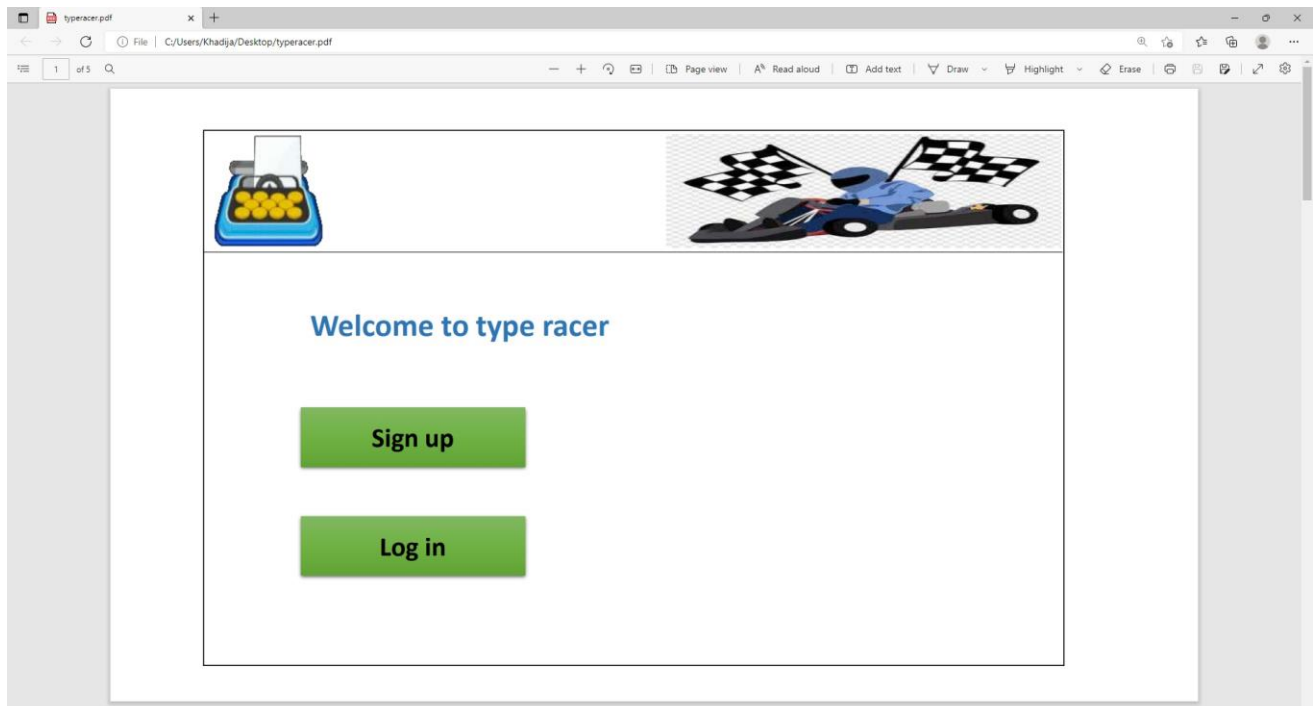 typeracer.pdf
File | C:/Users/Khadija/Desktop/typeracer.pdf
1 of 5 Page view Read aloud Add text Draw Highlight Erase
Welcome to type racer
Sign up
Log in